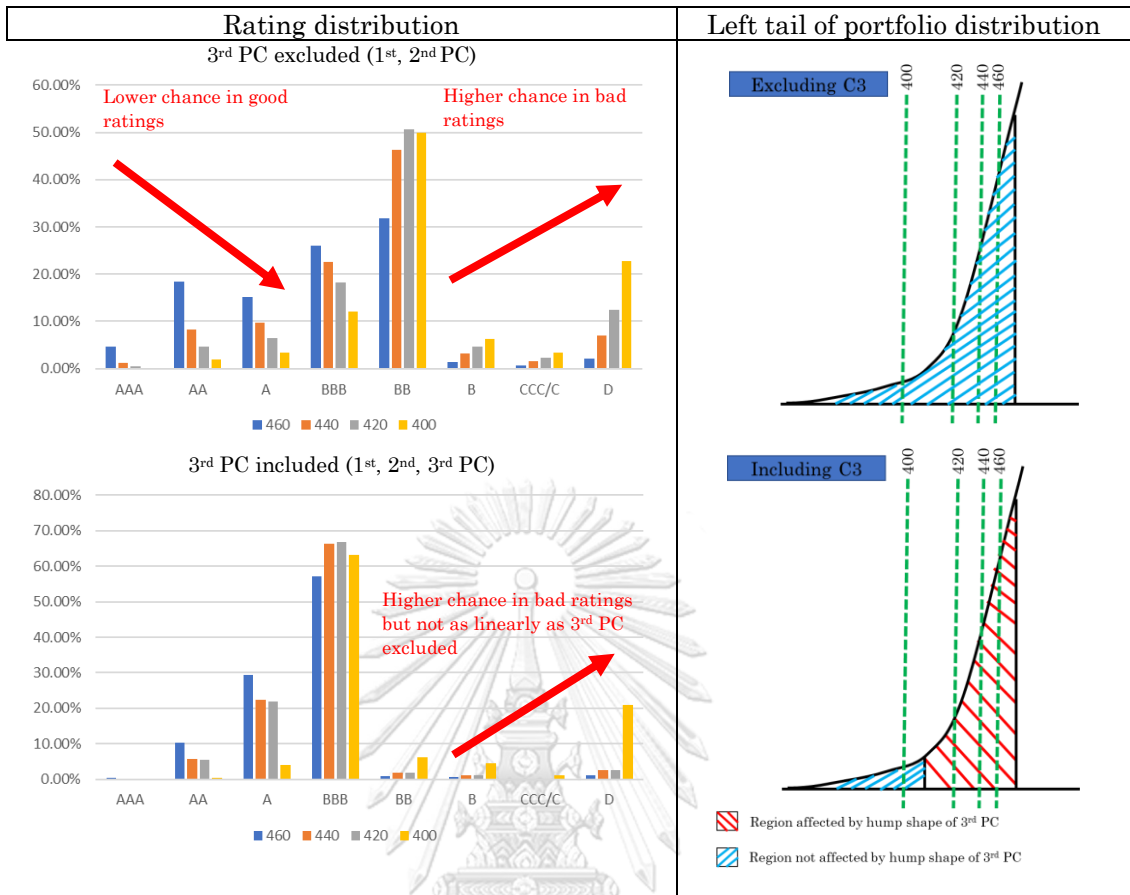 Rating distribution
Left tail of portfolio distribution
3rd PC excluded (1st, 2nd PC)
60.00%
50.00%
40.00%
30.00%
20.00%
10.00%
0.00%
Lower chance in good
ratings
Higher chance in bad
ratings
AAA AA A BBB BB B CCC/C D
460 440 420 400
3rd PC included (1st, 2nd, 3rd PC)
80.00%
70.00%
60.00%
50.00%
40.00%
30.00%
20.00%
10.00%
0.00%
Higher chance in bad ratings
but not as linearly as 3rd PC
excluded
AAA AA A BBB BB B CCC/C D
460 440 420 400
Excluding C3
400 420 440 460
Including C3
400 420 440 460
Region affected by hump shape of 3rd PC
Region not affected by hump shape of 3rd PC